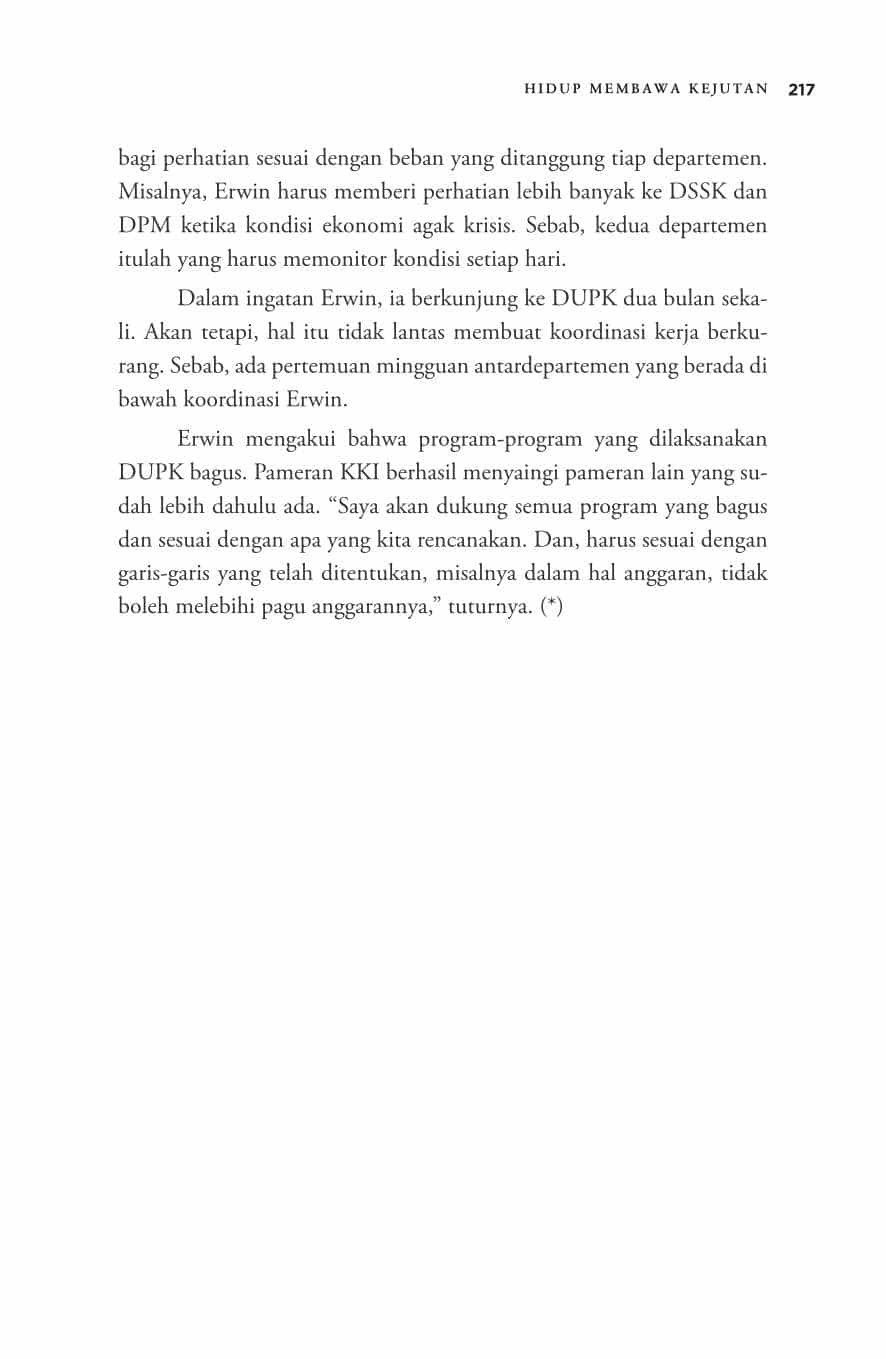 HIDUP MEMBAWA KEJUTAN 217
bagi perhatian sesuai dengan beban yang ditanggung tiap departemen.
Misalnya, Erwin harus memberi perhatian lebih banyak ke DSSK dan
DPM ketika kondisi ekonomi agak krisis. Sebab, kedua departemen
itulah yang harus memonitor kondisi setiap hari.
Dalam ingatan Erwin, ia berkunjung ke DUPK dua bulan seka-
li. Akan tetapi, hal itu tidak lantas membuat koordinasi kerja berku-
rang. Sebab, ada pertemuan mingguan antardepartemen yang berada di
bawah koordinasi Erwin.
Erwin mengakui bahwa program-program yang dilaksanakan
DUPK bagus. Pameran KKI berhasil menyaingi pameran lain yang su-
dah lebih dahulu ada. “Saya akan dukung semua program yang bagus
dan sesuai dengan apa yang kita rencanakan. Dan, harus sesuai dengan
garis-garis yang telah ditentukan, misalnya dalam hal anggaran, tidak
boleh melebihi pagu anggarannya,” tuturnya. (*)